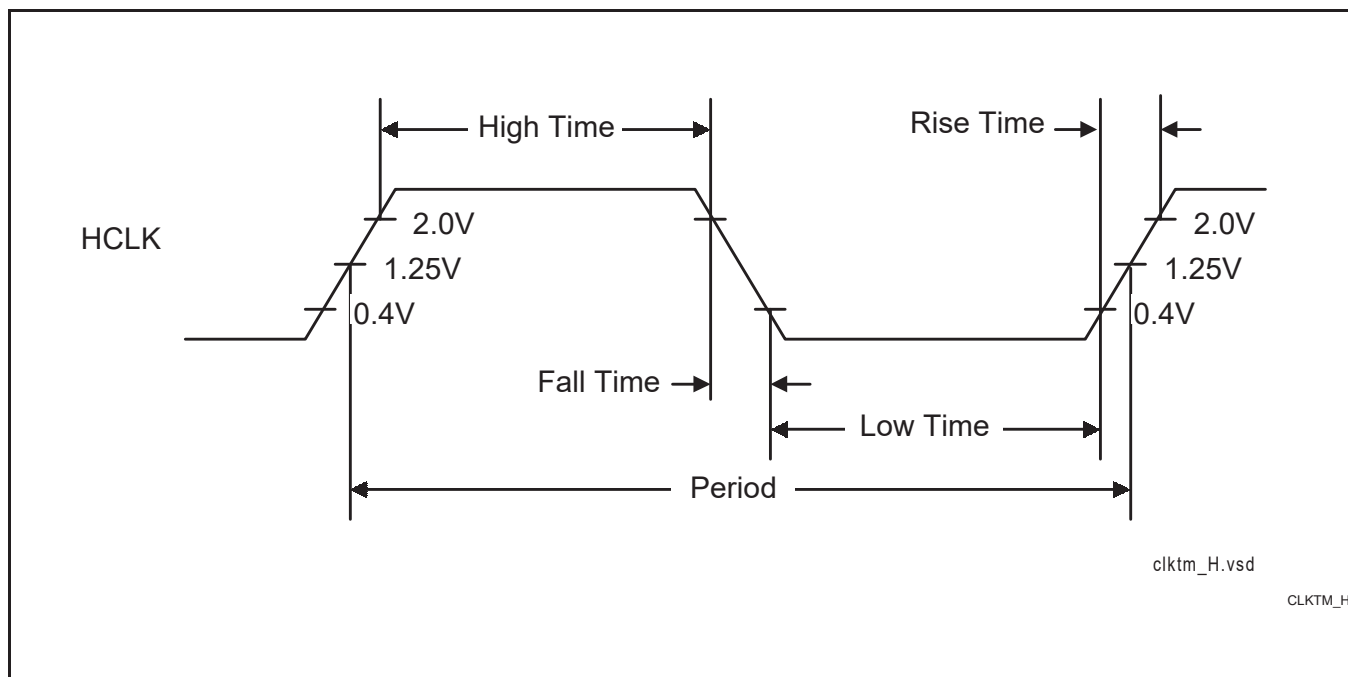 High Time
Rise Time
HCLK
2.0V
2.0V
1.25V
1.25V
0.4V
0.4V
Fall Time
Low Time
Period
clktm_H.vsd
CLKTM_H